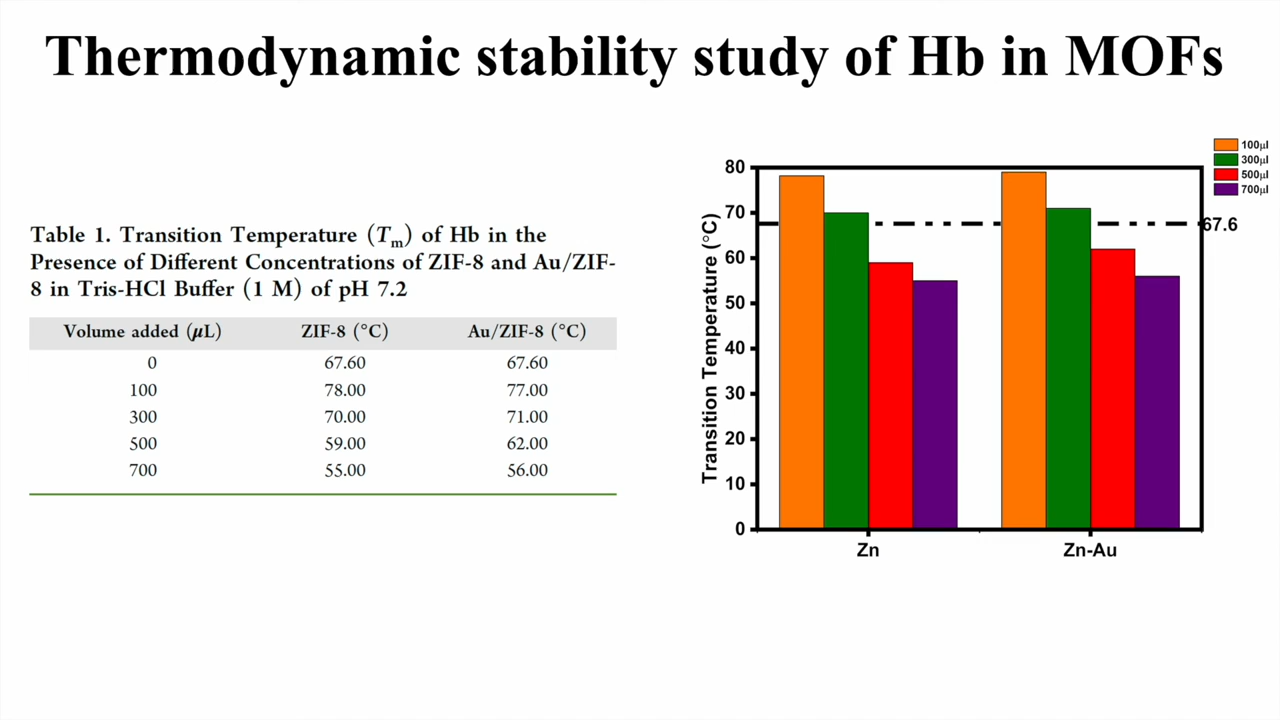 Thermodynamic stability study of Hb in MOFs
Table 1. Transition Temperature (Tm) of Hb in the
Presence of Different Concentrations of ZIF-8 and Au/ZIF-
8 in Tris-HCl Buffer (1 M) of pH 7.2
Volume added (μL) ZIF-8 (°C) Au/ZIF-8 (°C)
0 67.60 67.60
100 78.00 77.00
300 70.00 71.00
500 59.00 62.00
700 55.00 56.00
100μl
300μl
500μl
700μl
Transition Temperature (°C)
80
70
60
50
40
30
20
10
0
67.6
Zn Zn-Au